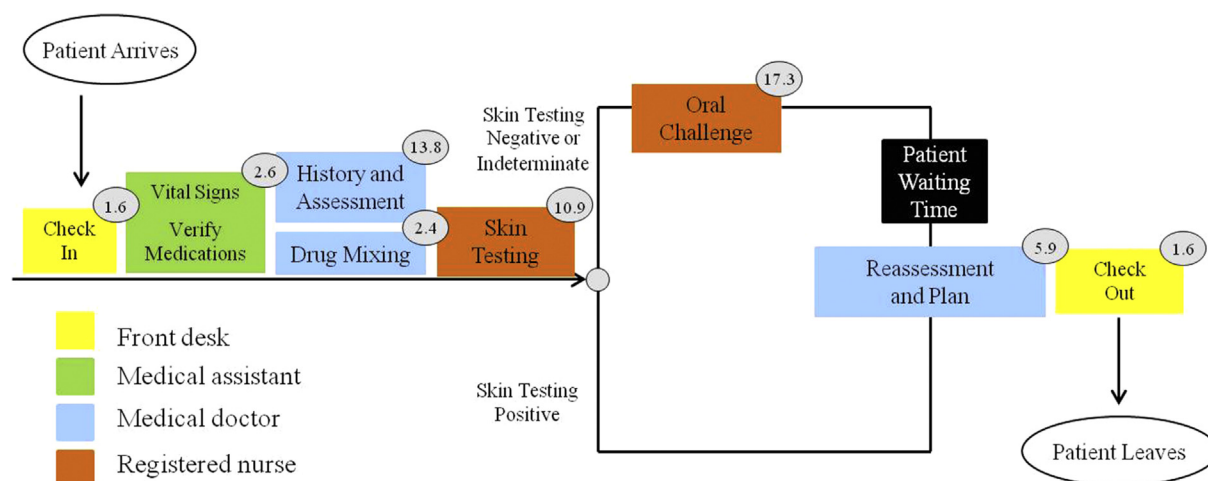 Patient Arrives
1.6
Check
In
2.6
Vital Signs
Verify
Medications
13.8
History and
Assessment
2.4
Drug Mixing
10.9
Skin
Testing
Skin Testing
Negative or
Indeterminate
17.3
Oral
Challenge
Patient
Waiting
Time
5.9
Reassessment
and Plan
1.6
Check
Out
Skin Testing
Positive
Patient Leaves
Front desk
Medical assistant
Medical doctor
Registered nurse